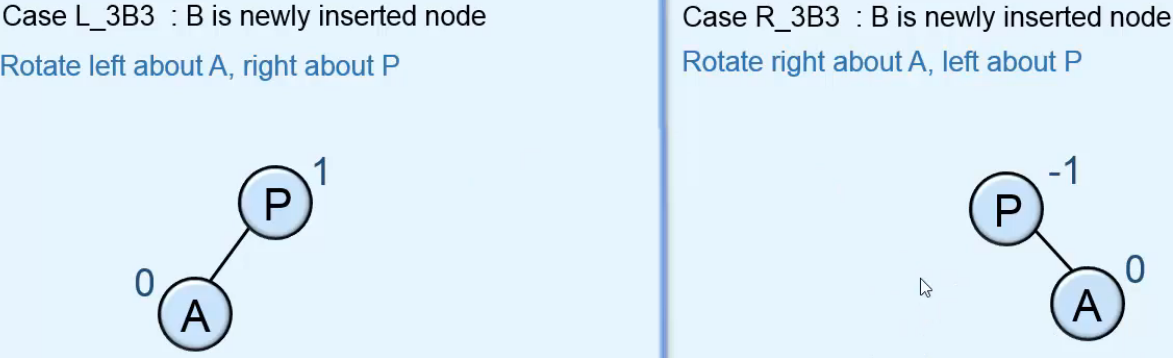 Case L_3B3 : B is newly inserted node
Rotate left about A, right about P
1
P
0
A
Case R_3B3 : B is newly inserted node
Rotate right about A, left about P
-1
P
0
A